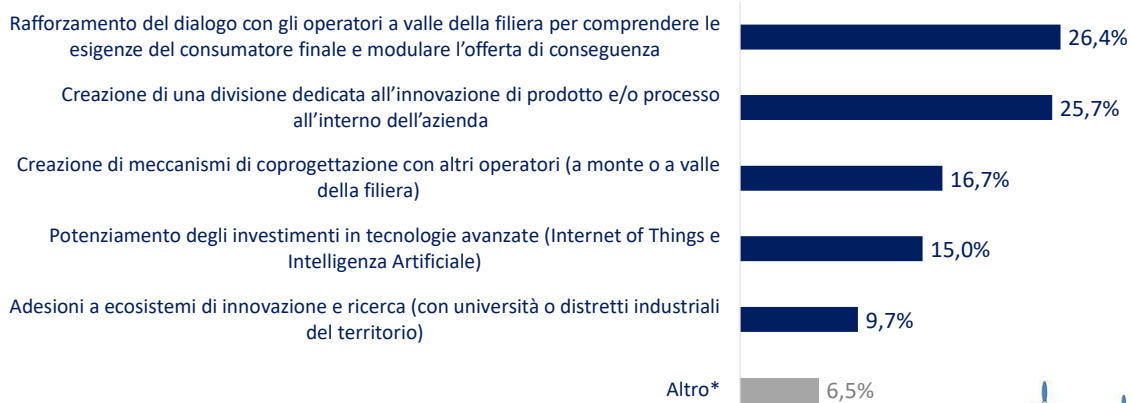 Rafforzamento del dialogo con gli operatori a valle della filiera per comprendere le
esigenze del consumatore finale e modulare l’offerta di conseguenza
26,4%
Creazione di una divisione dedicata all’innovazione di prodotto e/o processo
all’interno dell’azienda
25,7%
Creazione di meccanismi di coprogettazione con altri operatori (a monte o a valle
della filiera)
16,7%
Potenziamento degli investimenti in tecnologie avanzate (Internet of Things e
Intelligenza Artificiale)
15,0%
Adesioni a ecosistemi di innovazione e ricerca (con università o distretti industriali
del territorio)
9,7%
Altro*
6,5%